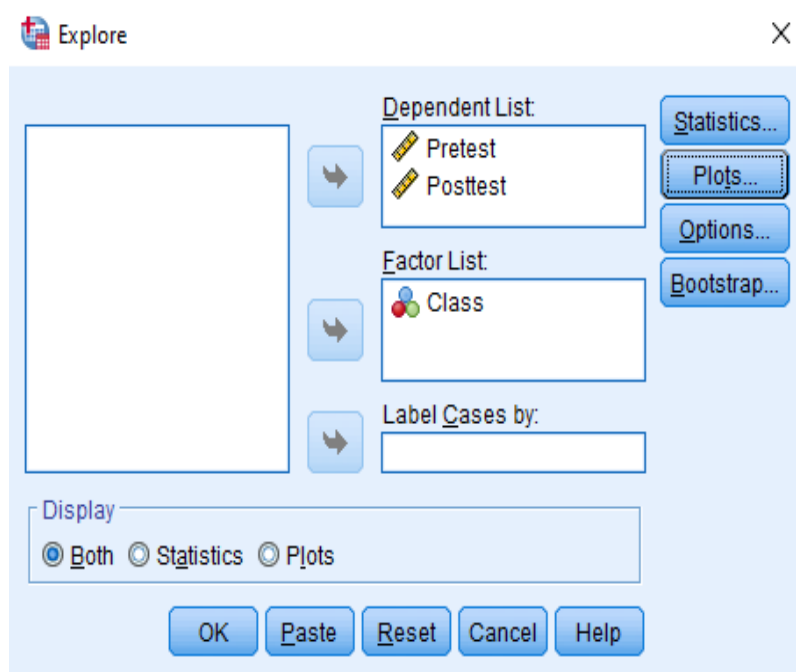 Explore
Dependent List:
Pretest
Posttest
Factor List:
Class
Label Cases by:
Statistics...
Plots...
Options...
Bootstrap...
Display
Both Statistics Plots
OK Paste Reset Cancel Help